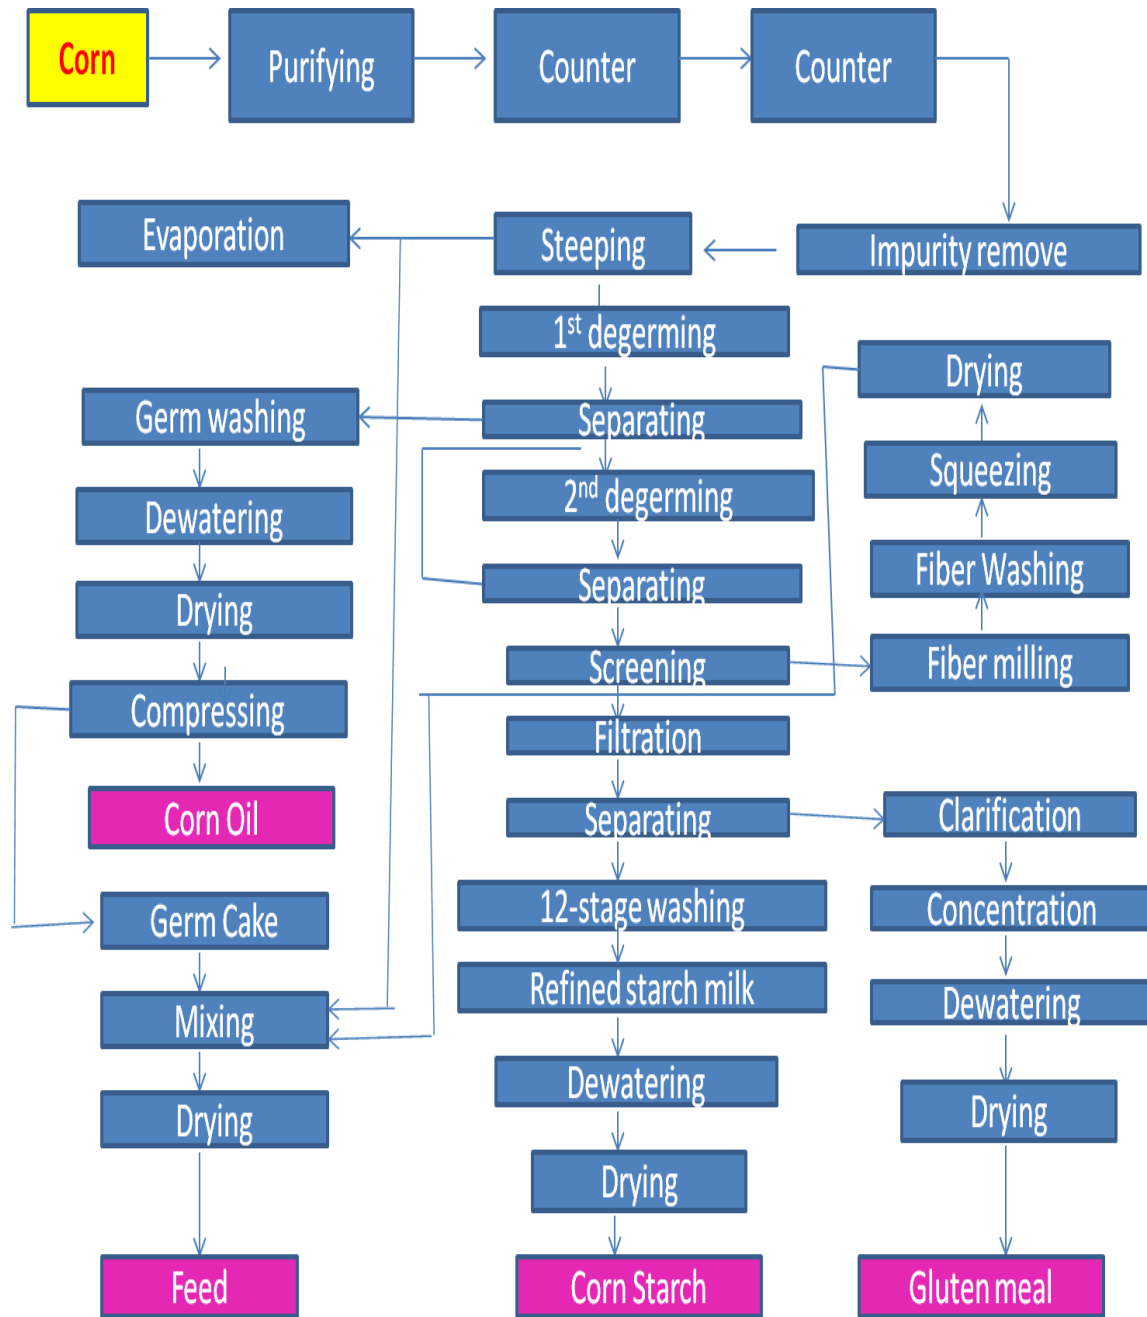 Corn
Purifying
Counter
Counter
Evaporation
Steeping
Impurity remove
1st degerming
Drying
Germ washing
Separating
Squeezing
2nd degerming
Dewatering
Fiber Washing
Separating
Drying
Screening
Fiber milling
Compressing
Filtration
Corn Oil
Separating
Clarification
12-stage washing
Concentration
Germ Cake
Refined starch milk
Dewatering
Mixing
Dewatering
Drying
Drying
Drying
Feed
Corn Starch
Gluten meal